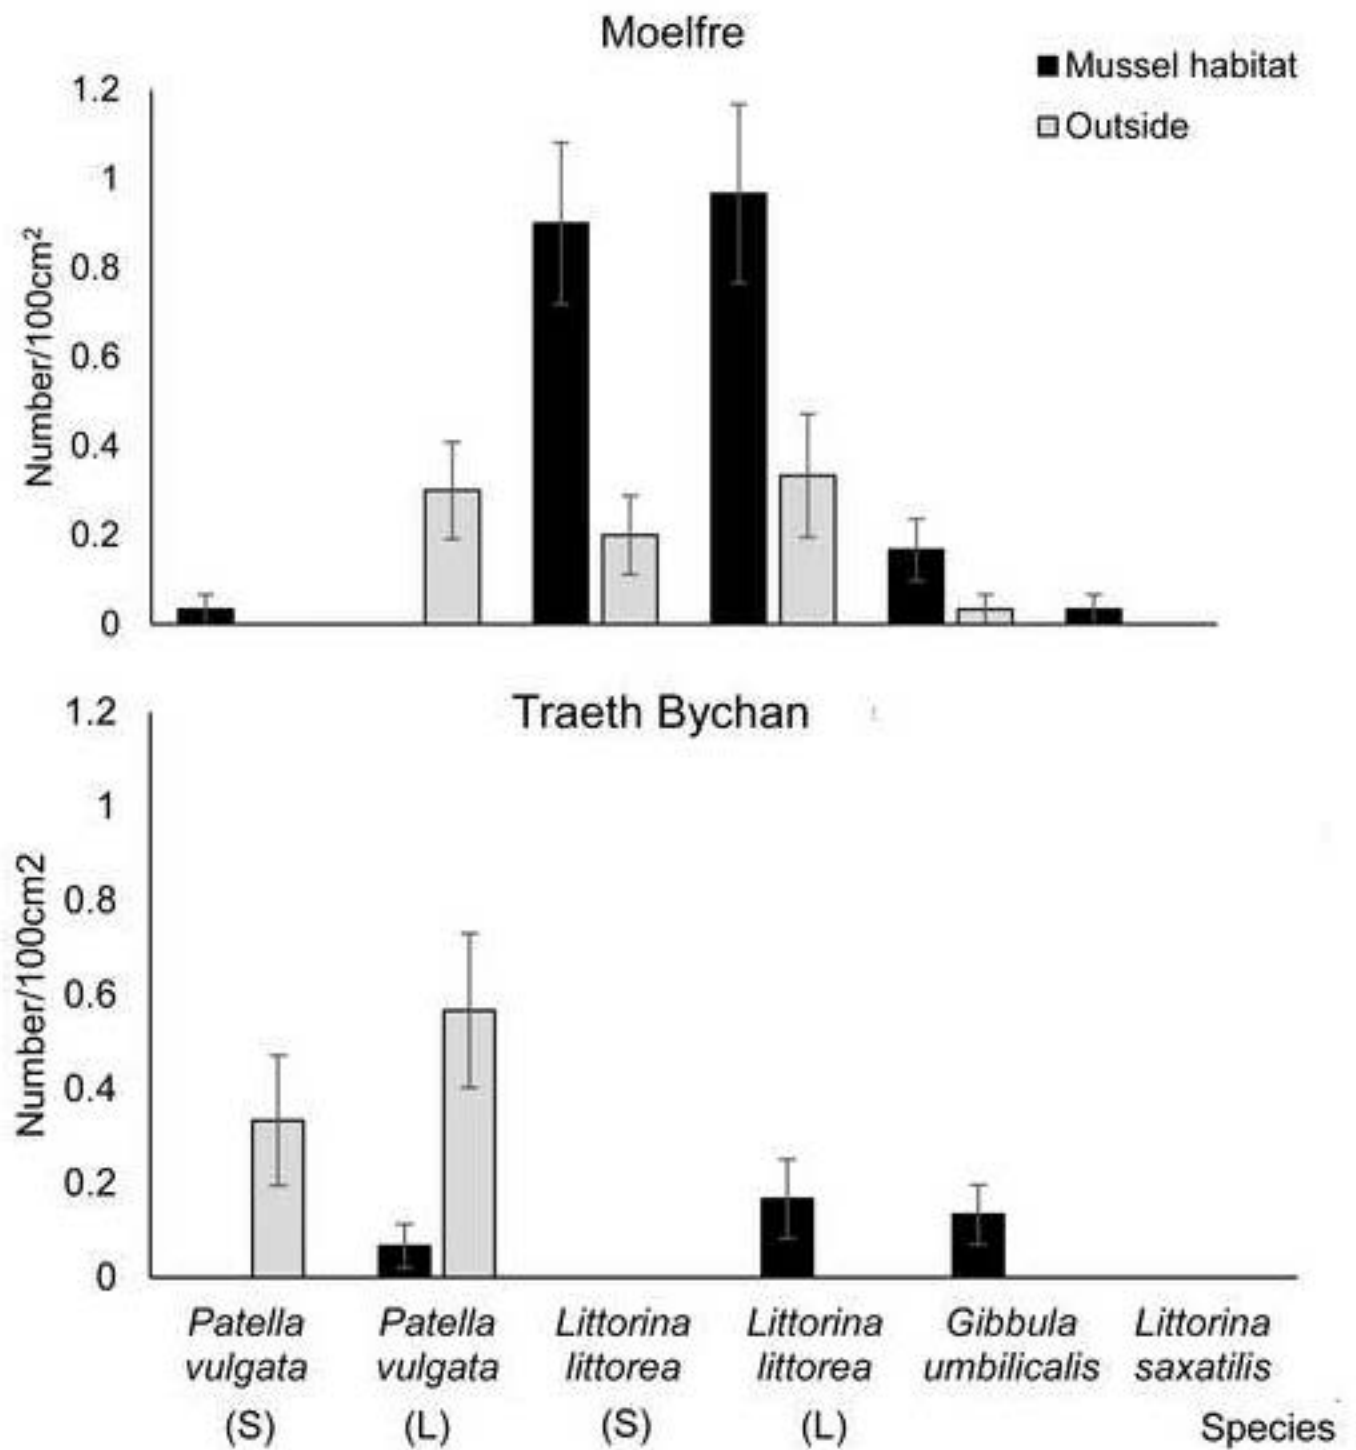 Moelfre
Mussel habitat
Outside
Number/100cm²
1.2
1
0.8
0.6
0.4
0.2
0
Traeth Bychan
Number/100cm2
1.2
1
0.8
0.6
0.4
0.2
0
Patella vulgata (S)
Patella vulgata (L)
Littorina littorea (S)
Littorina littorea (L)
Gibbula umbilicalis
Littorina saxatilis
Species